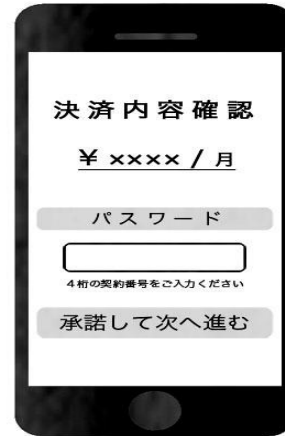 決済内容確認
¥ xxxx / 月
パスワード
4桁の契約番号をご入力ください
承諾して次へ進む